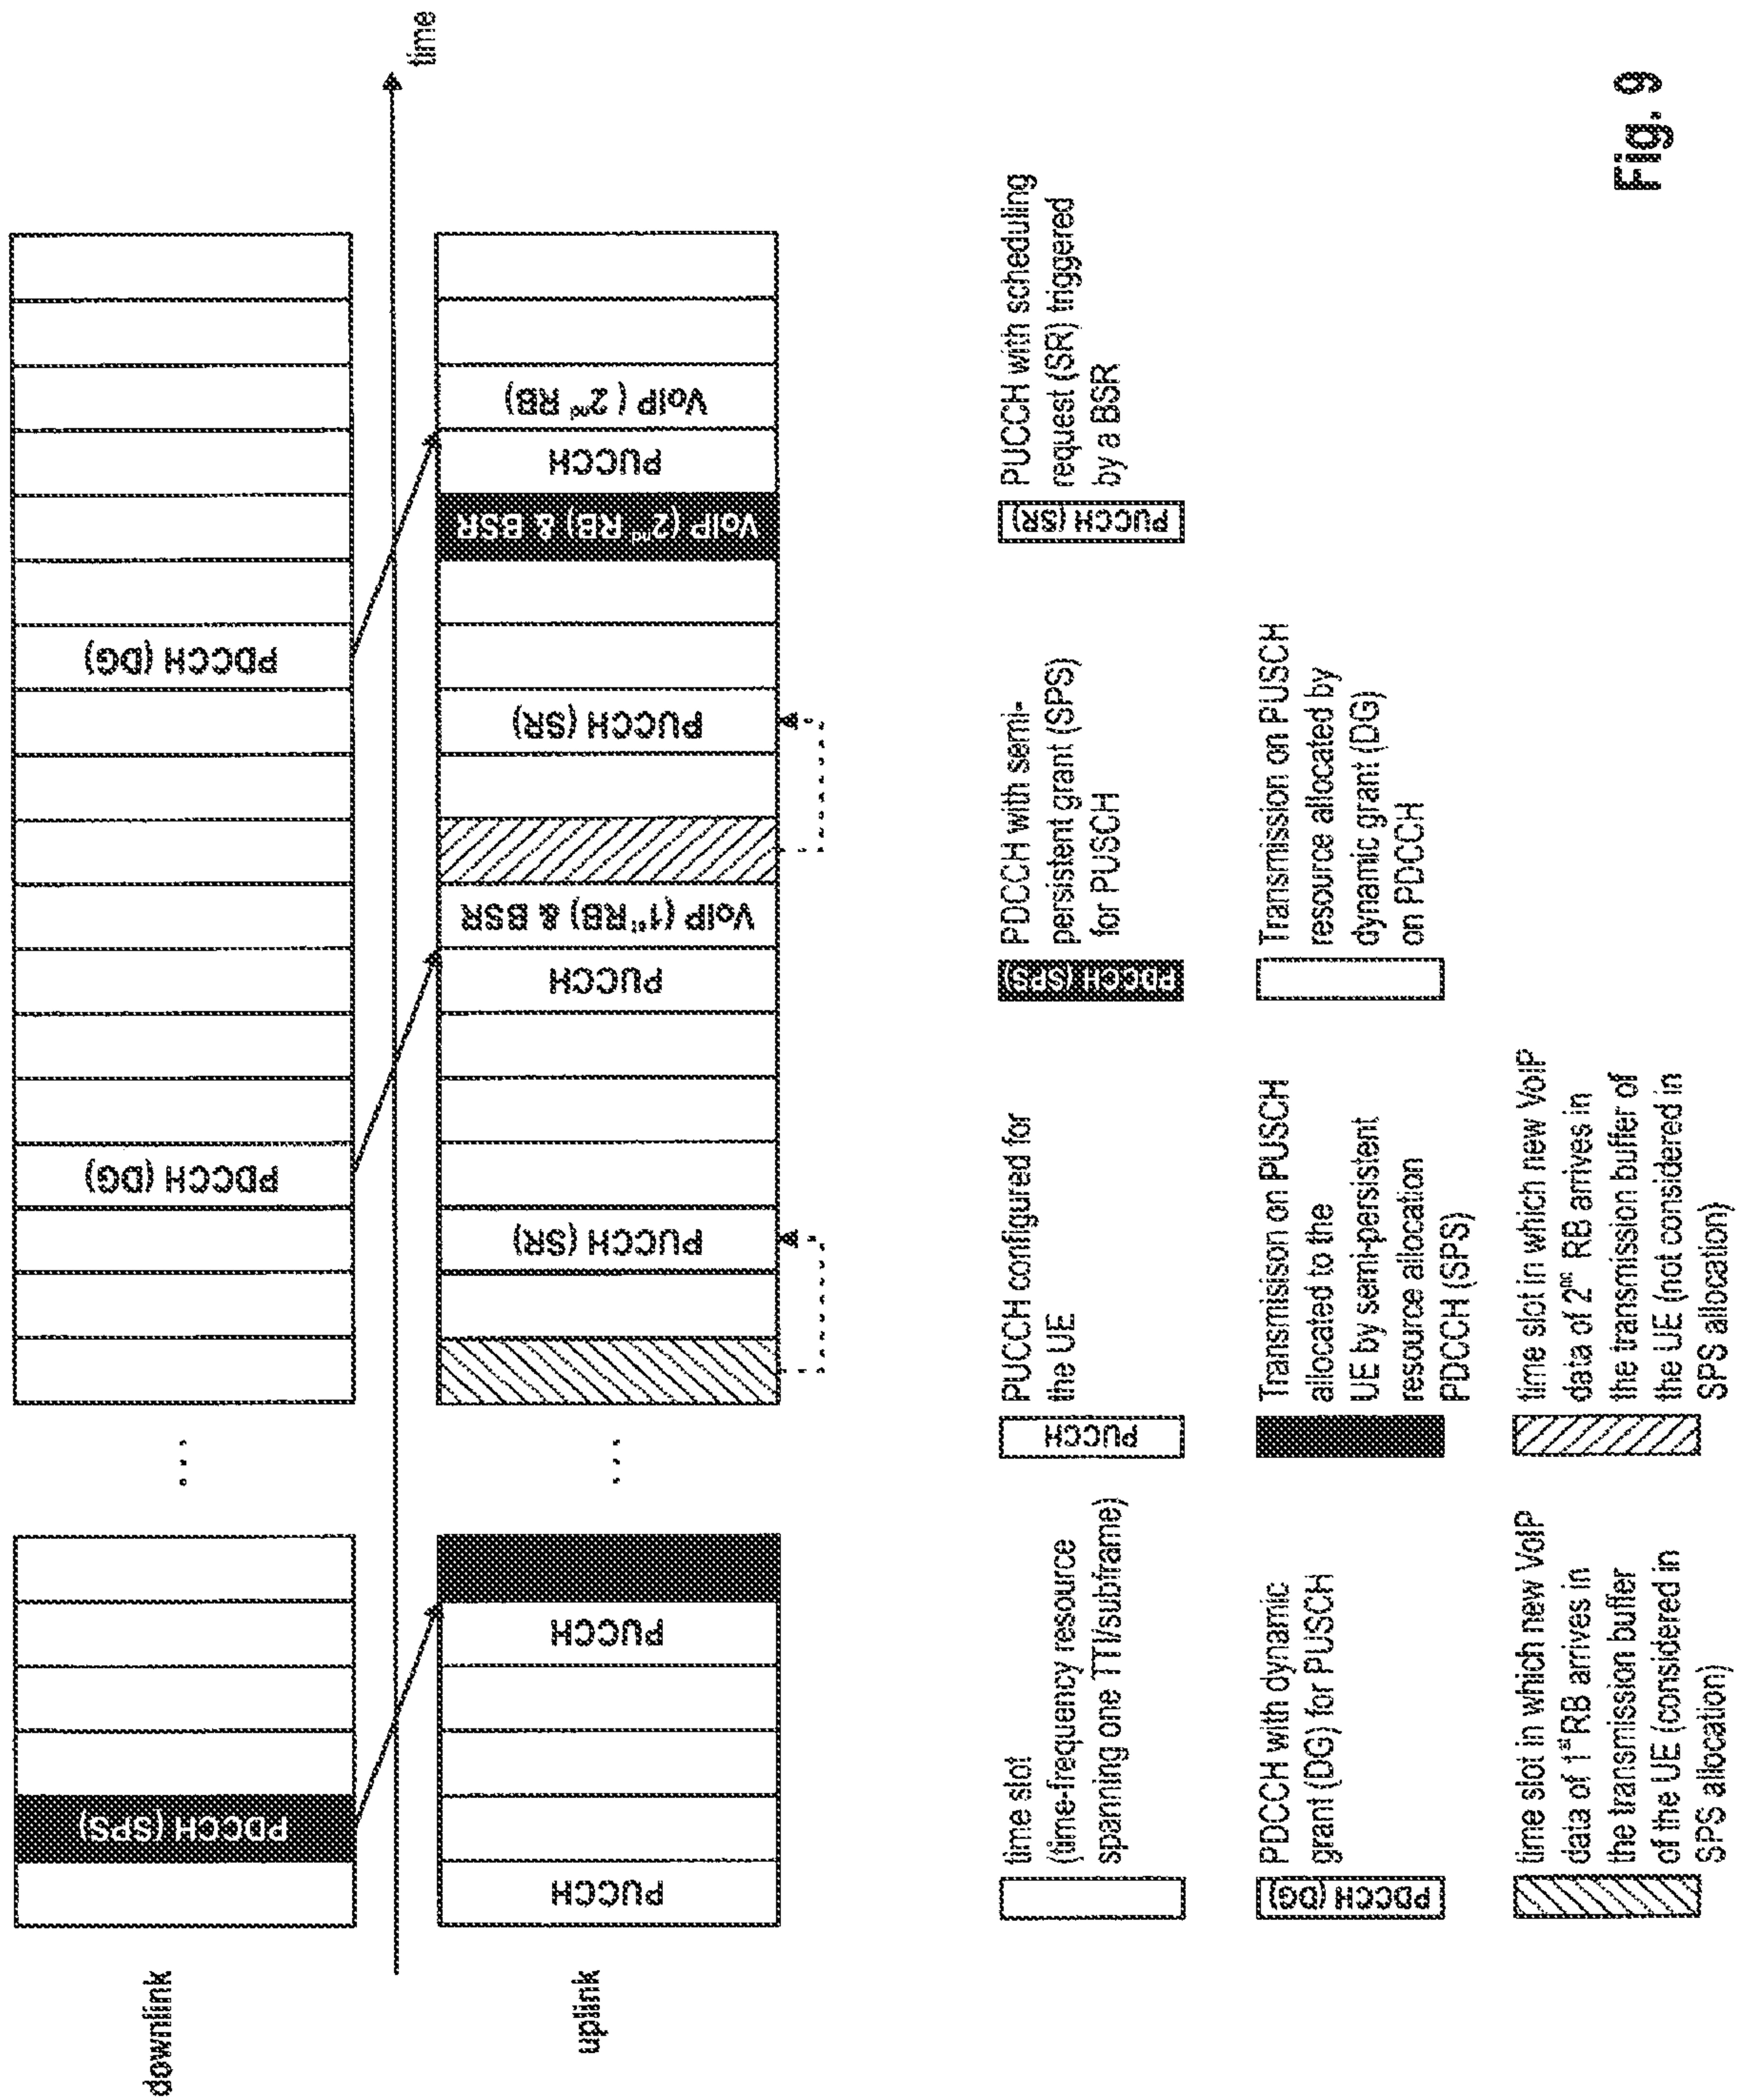 downlink
PDCCH (SPS)
...
PDCCH (DG)
PDCCH (DG)
time
uplink
PUCCH
PUCCH
...
PUCCH (SR)
PUCCH
VoIP (1st RB) & BSR
PUCCH (SR)
VoIP (2nd RB) & BSR
PUCCH
VoIP (2nd RB)
time slot
(time-frequency resource
spanning one TTI/subframe)
PUCCH
PUCCH configured for
the UE
PDCCH (SPS)
PDCCH with semi-
persistent grant (SPS)
for PUSCH
PUCCH (SR)
PUCCH with scheduling
request (SR) triggered
by a BSR
PDCCH (DG)
PDCCH with dynamic
grant (DG) for PUSCH
Transmisison on PUSCH
allocated to the
UE by semi-persistent
resource allocation
PDCCH (SPS)
Transmission on PUSCH
resource allocated by
dynamic grant (DG)
on PDCCH
time slot in which new VoIP
data of 1st RB arrives in
the transmission buffer
of the UE (considered in
SPS allocation)
time slot in which new VoIP
data of 2nd RB arrives in
the transmission buffer of
the UE (not considered in
SPS allocation)
Fig. 9